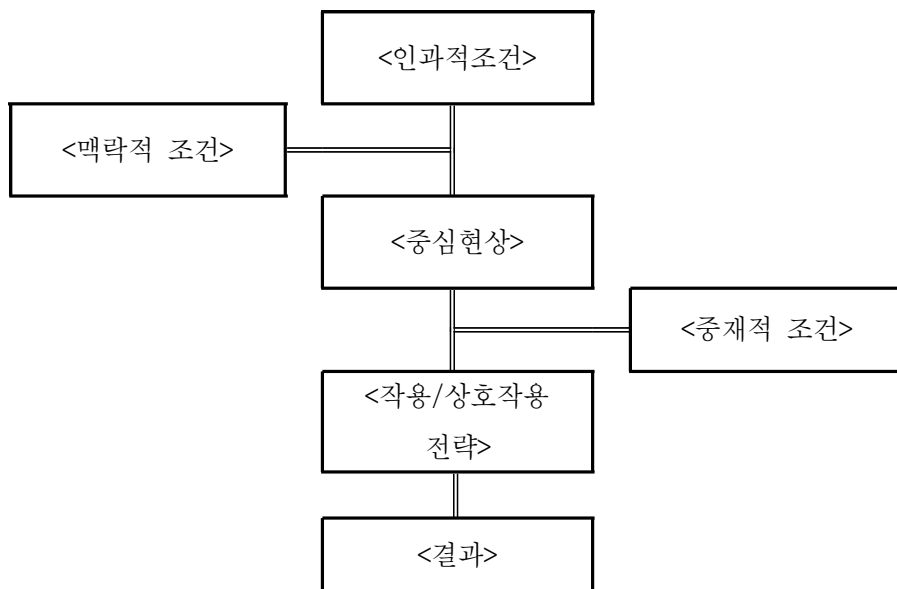 <인과적조건>
<맥락적 조건>
<중심현상>
<중재적 조건>
<작용/상호작용
전략>
<결과>